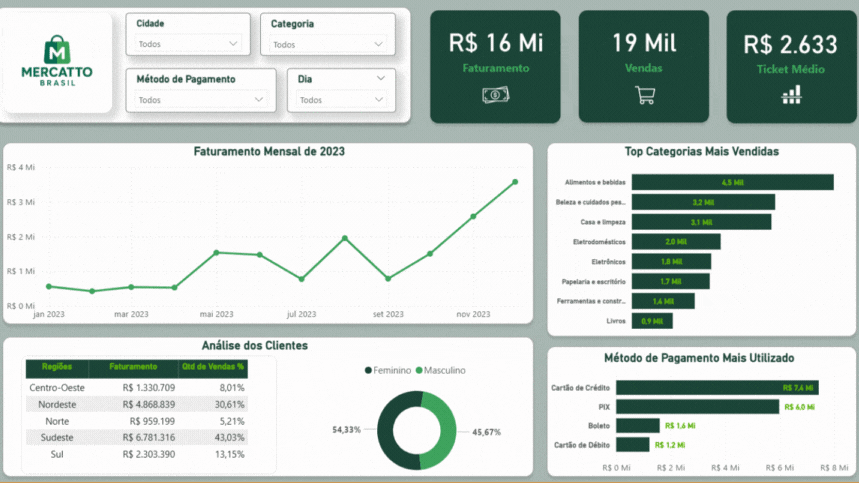 MERCATTO
BRASIL
Cidade
Todos
Categoria
Todos
Método de Pagamento
Todos
Dia
Todos
R$ 16 Mi
Faturamento
19 Mil
Vendas
R$ 2.633
Ticket Médio
Faturamento Mensal de 2023
R$ 4 Mi
R$ 3 Mi
R$ 2 Mi
R$ 1 Mi
R$ 0 Mi
jan 2023 mar 2023 mai 2023 jul 2023 set 2023 nov 2023
Top Categorias Mais Vendidas
Alimentos e bebidas 4,5 Mil
Beleza e cuidados pes... 3,2 Mil
Casa e limpeza 3,1 Mil
Eletrodomésticos 2,0 Mil
Eletrônicos 1,8 Mil
Papelaria e escritório 1,7 Mil
Ferramentas e constr... 1,4 Mil
Livros 0,9 Mil
Análise dos Clientes
Regiões Faturamento Qtd de Vendas %
Centro-Oeste R$ 1.330.709 8,01%
Nordeste R$ 4.868.839 30,61%
Norte R$ 959.199 5,21%
Sudeste R$ 6.781.316 43,03%
Sul R$ 2.303.390 13,15%
Feminino Masculino
54,33% 45,67%
Método de Pagamento Mais Utilizado
Cartão de Crédito R$ 7,4 Mi
PIX R$ 6,0 Mi
Boleto R$ 1,6 Mi
Cartão de Débito R$ 1,2 Mi
R$ 0 Mi R$ 2 Mi R$ 4 Mi R$ 6 Mi R$ 8 Mi